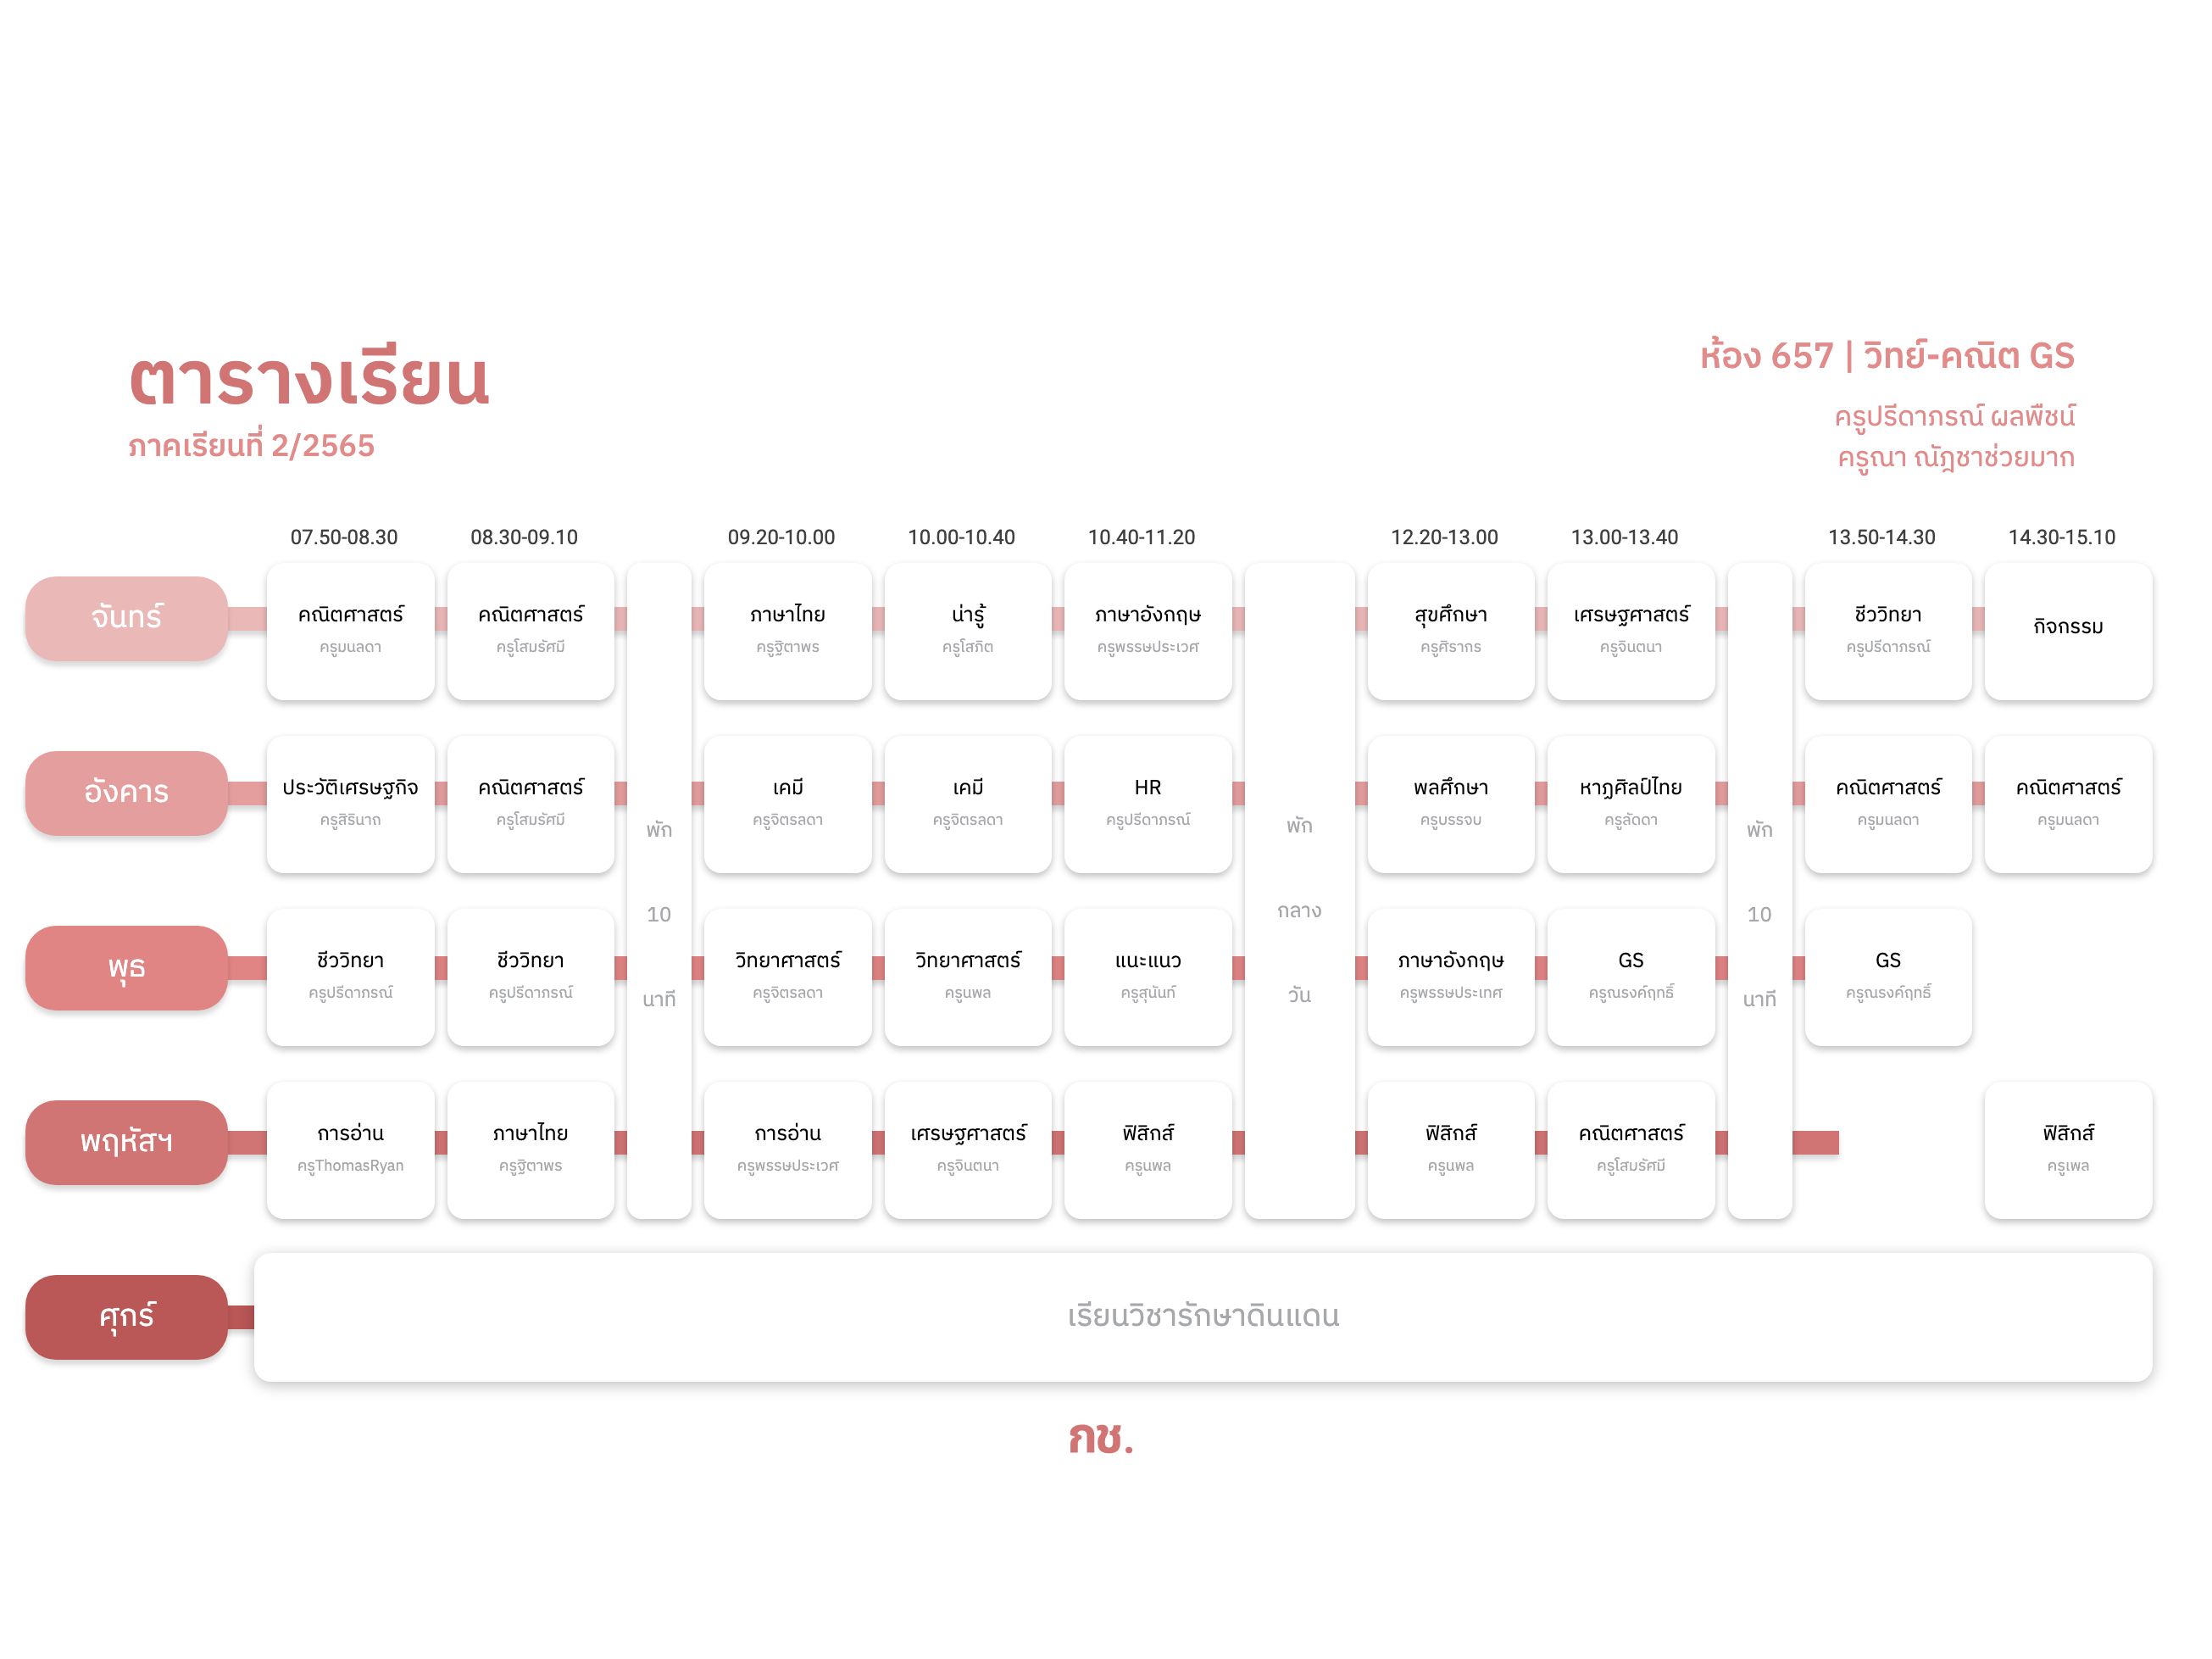 ตารางเรียน
ภาคเรียนที่ 2/2565
ห้อง 657 | วิทย์-คณิต GS
ครูปรีดาภรณ์ ผลพืชน์
ครูณา ณัฎชาช่วยมาก
07.50-08.30 08.30-09.10 09.20-10.00 10.00-10.40 10.40-11.20 12.20-13.00 13.00-13.40 13.50-14.30 14.30-15.10
จันทร์
คณิตศาสตร์ คณิตศาสตร์ ภาษาไทย น่ารู้ ภาษาอังกฤษ สุขศึกษา เศรษฐศาสตร์ ชีววิทยา กิจกรรม
ครูมนลดา ครูโสมรัศมี ครูฐิตาพร ครูโสภิต ครูพรรษประเวศ ครูศิรากร ครูจินตนา ครูปรีดาภรณ์
อังคาร
ประวัติเศรษฐกิจ คณิตศาสตร์ เคมี เคมี HR พลศึกษา หาฏศิลป์ไทย คณิตศาสตร์ คณิตศาสตร์
ครูสิรินาถ ครูโสมรัศมี ครูจิตรลดา ครูจิตรลดา ครูปรีดาภรณ์ ครูบรรจบ ครูลัดดา ครูมนลดา ครูมนลดา
พัก
10
นาที
พัก
กลาง
วัน
พัก
10
นาที
พุธ
ชีววิทยา ชีววิทยา วิทยาศาสตร์ วิทยาศาสตร์ แนะแนว ภาษาอังกฤษ GS GS
ครูปรีดาภรณ์ ครูปรีดาภรณ์ ครูจิตรลดา ครูนพล ครูสุนันท์ ครูพรรษประเทศ ครูณรงค์ฤทธิ์ ครูณรงค์ฤทธิ์
พฤหัสฯ
การอ่าน ภาษาไทย การอ่าน เศรษฐศาสตร์ ฟิสิกส์ ฟิสิกส์ คณิตศาสตร์ ฟิสิกส์
ครูThomasRyan ครูฐิตาพร ครูพรรษประเวศ ครูจินตนา ครูนพล ครูนพล ครูโสมรัศมี ครูเพล
ศุกร์
เรียนวิชารักษาดินแดน
กช.